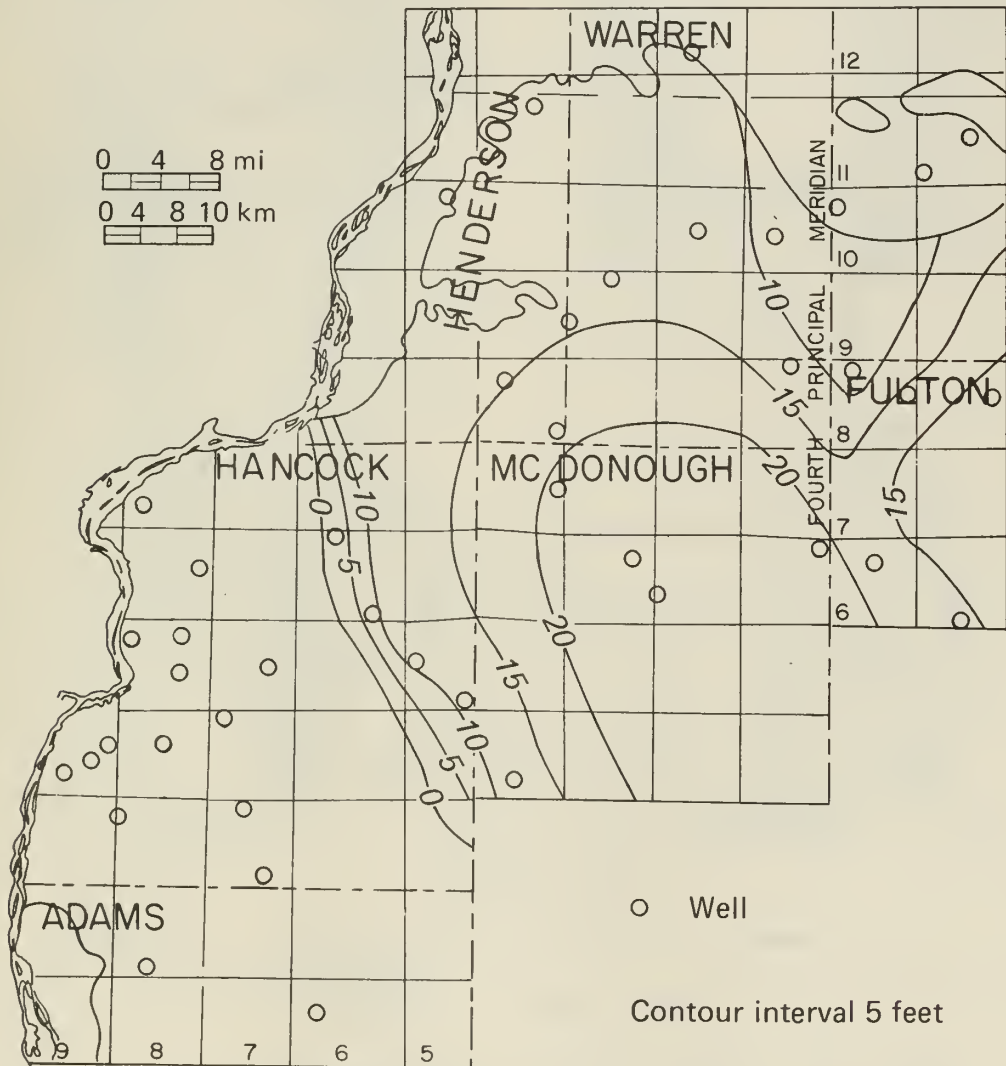 WARREN
12
HENDERSON
0 4 8 mi
0 4 8 10 km
11
MERIDIAN
10
10
PRINCIPAL
9
FULTON
15
FOURTH
8
20
HANCOCK
MC DONOUGH
15
0
10
5
7
6
20
15
10
5
0
Well
ADAMS
Contour interval 5 feet
9 8 7 6 5